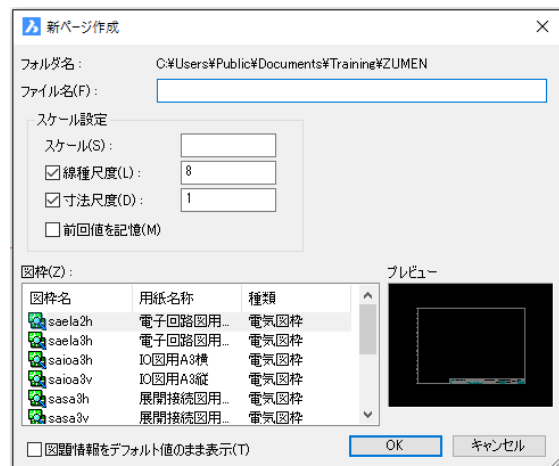 新ページ作成
フォルダ名： C:¥Users¥Public¥Documents¥Training¥ZUMEN
ファイル名(F)：
スケール設定
スケール(S)：
線種尺度(L)： 8
寸法尺度(D)： 1
前回値を記憶(M)
図枠(Z)： プレビュー
図枠名 用紙名称 種類
saela2h 電子回路図用... 電気図枠
saela3h 電子回路図用... 電気図枠
saioa3h IO図用A3横 電気図枠
saioa3v IO図用A3縦 電気図枠
sasa3h 展開接続図用... 電気図枠
sasa3v 展開接続図用... 電気図枠
図題情報をデフォルト値のまま表示(T) OK キャンセル